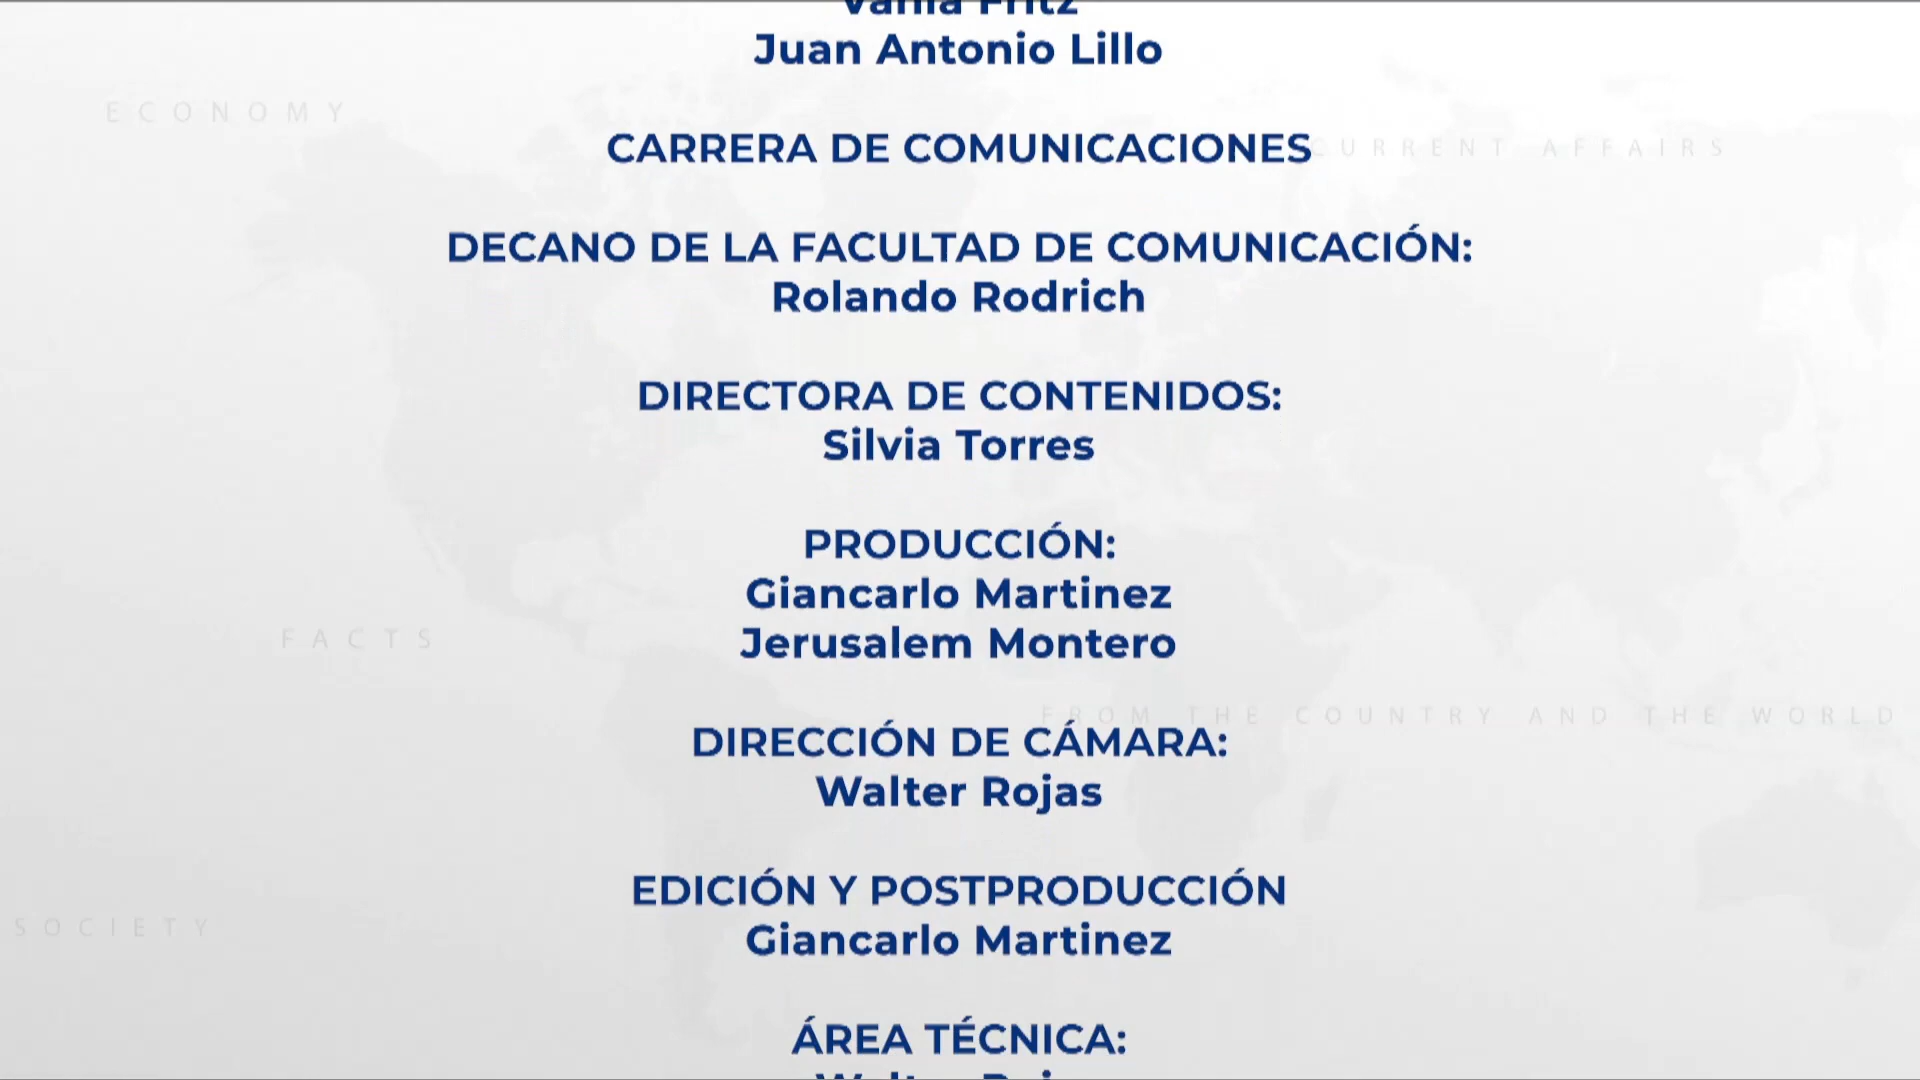 Vania Fritz
Juan Antonio Lillo
ECONOMY
CARRERA DE COMUNICACIONES
CURRENT AFFAIRS
DECANO DE LA FACULTAD DE COMUNICACIÓN:
Rolando Rodrich
DIRECTORA DE CONTENIDOS:
Silvia Torres
PRODUCCIÓN:
Giancarlo Martinez
Jerusalem Montero
FACTS
FROM THE COUNTRY AND THE WORLD
DIRECCIÓN DE CÁMARA:
Walter Rojas
EDICIÓN Y POSTPRODUCCIÓN
SOCIETY
Giancarlo Martinez
ÁREA TÉCNICA: